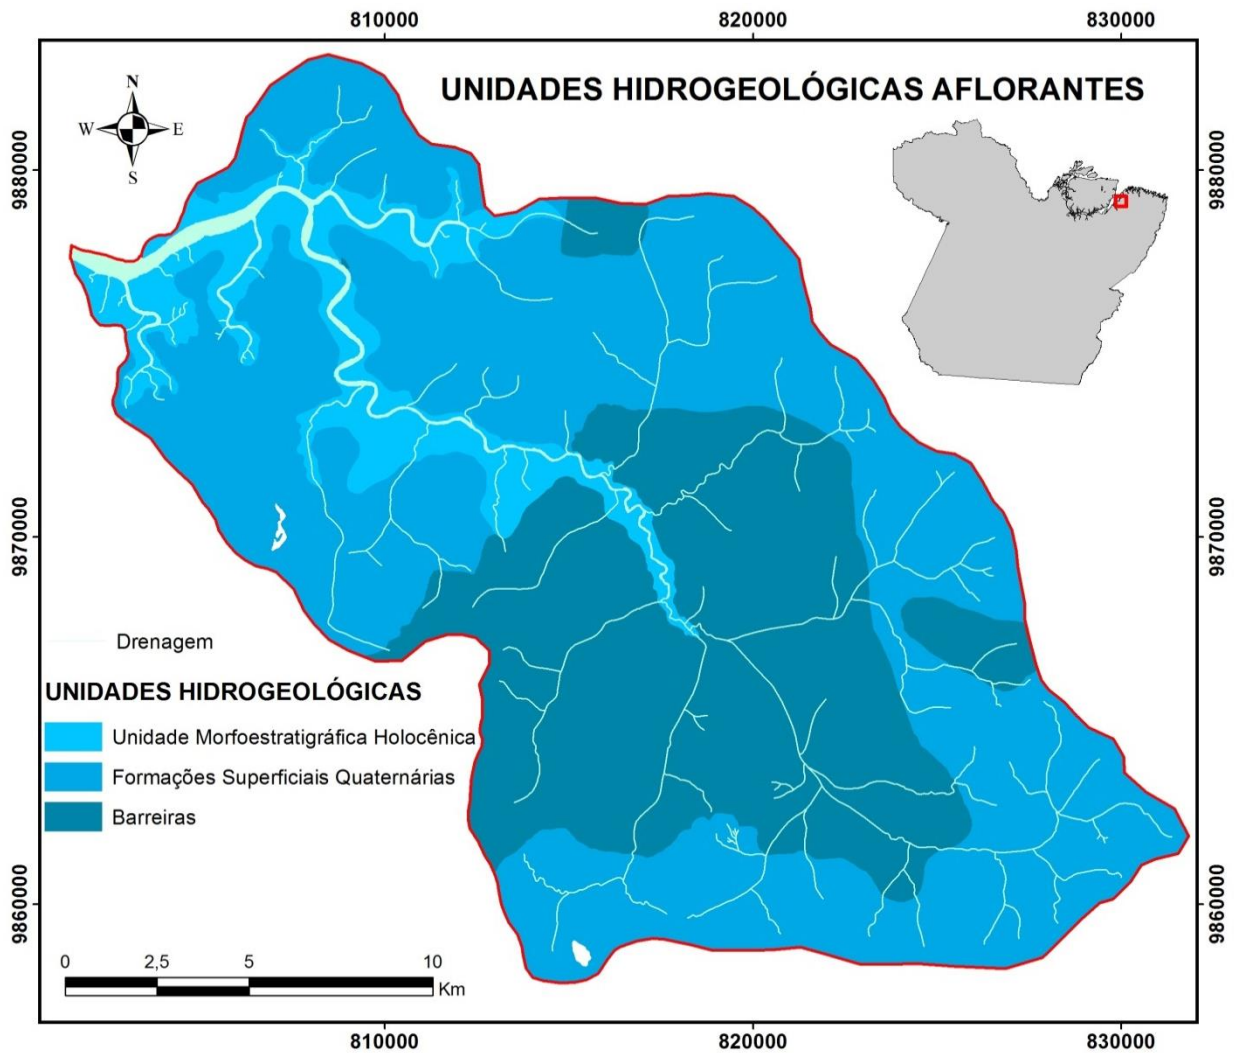 810000 820000 830000
UNIDADES HIDROGEOLÓGICAS AFLORANTES
N
W E
S
9880000 9880000
9870000 9870000
Drenagem
UNIDADES HIDROGEOLÓGICAS
Unidade Morfoestratigráfica Holocênica
Formações Superficiais Quaternárias
Barreiras
9860000 9860000
0 2,5 5 10
Km
810000 820000 830000